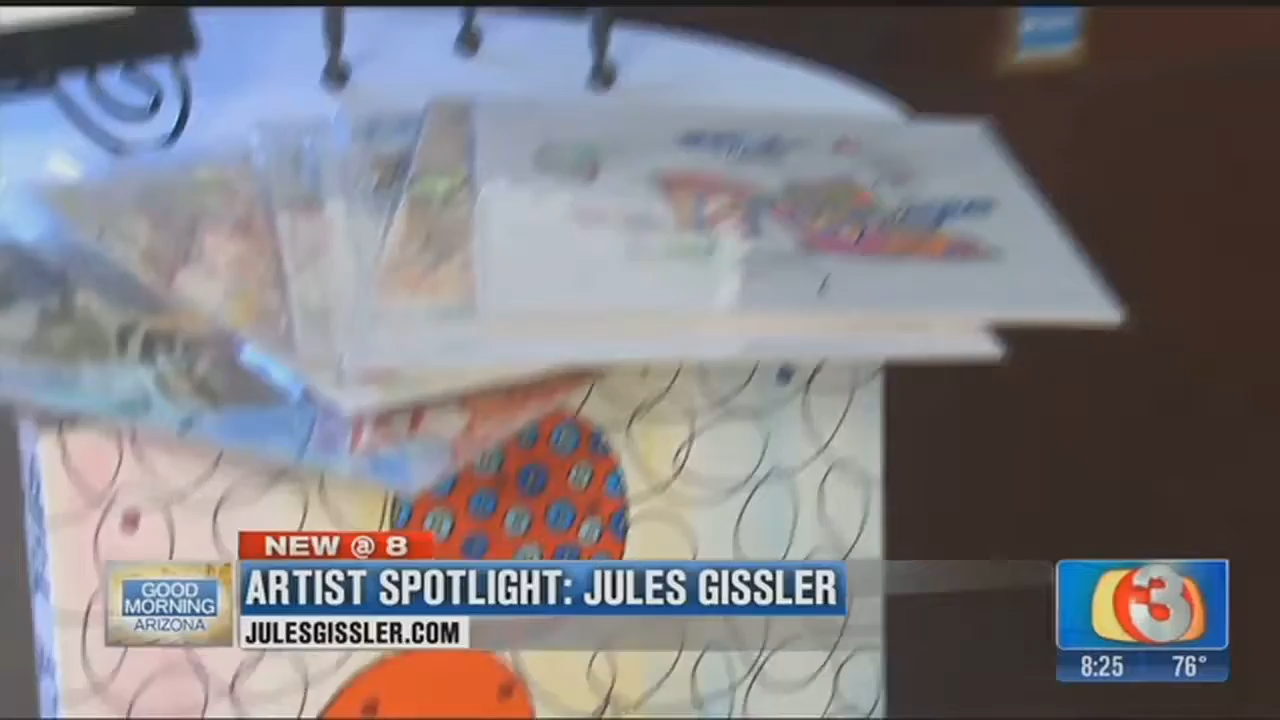 NEW @ 8
GOOD MORNING ARIZONA
ARTIST SPOTLIGHT: JULES GISSLER
JULESGISSLER.COM
3
8:25 76°